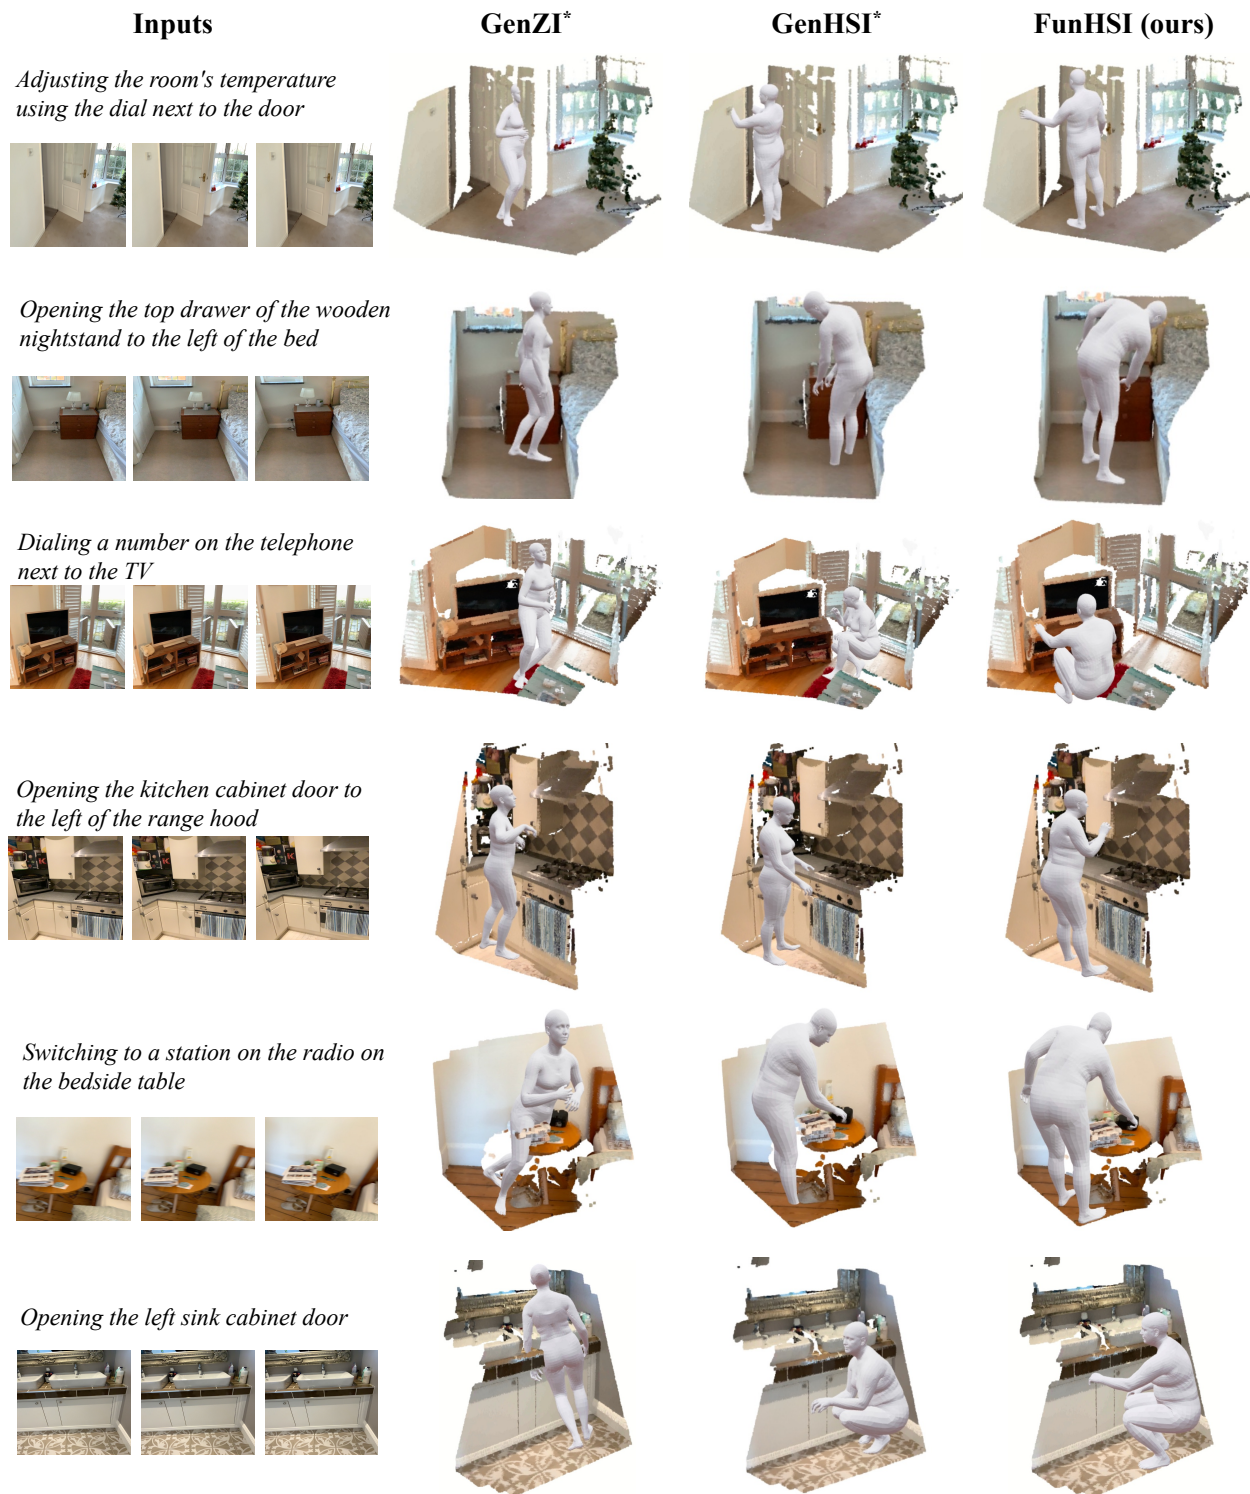 Inputs
GenZI*
GenHSI*
FunHSI (ours)
Adjusting the room's temperature
using the dial next to the door
Opening the top drawer of the wooden
nightstand to the left of the bed
Dialing a number on the telephone
next to the TV
Opening the kitchen cabinet door to
the left of the range hood
Switching to a station on the radio on
the bedside table
Opening the left sink cabinet door